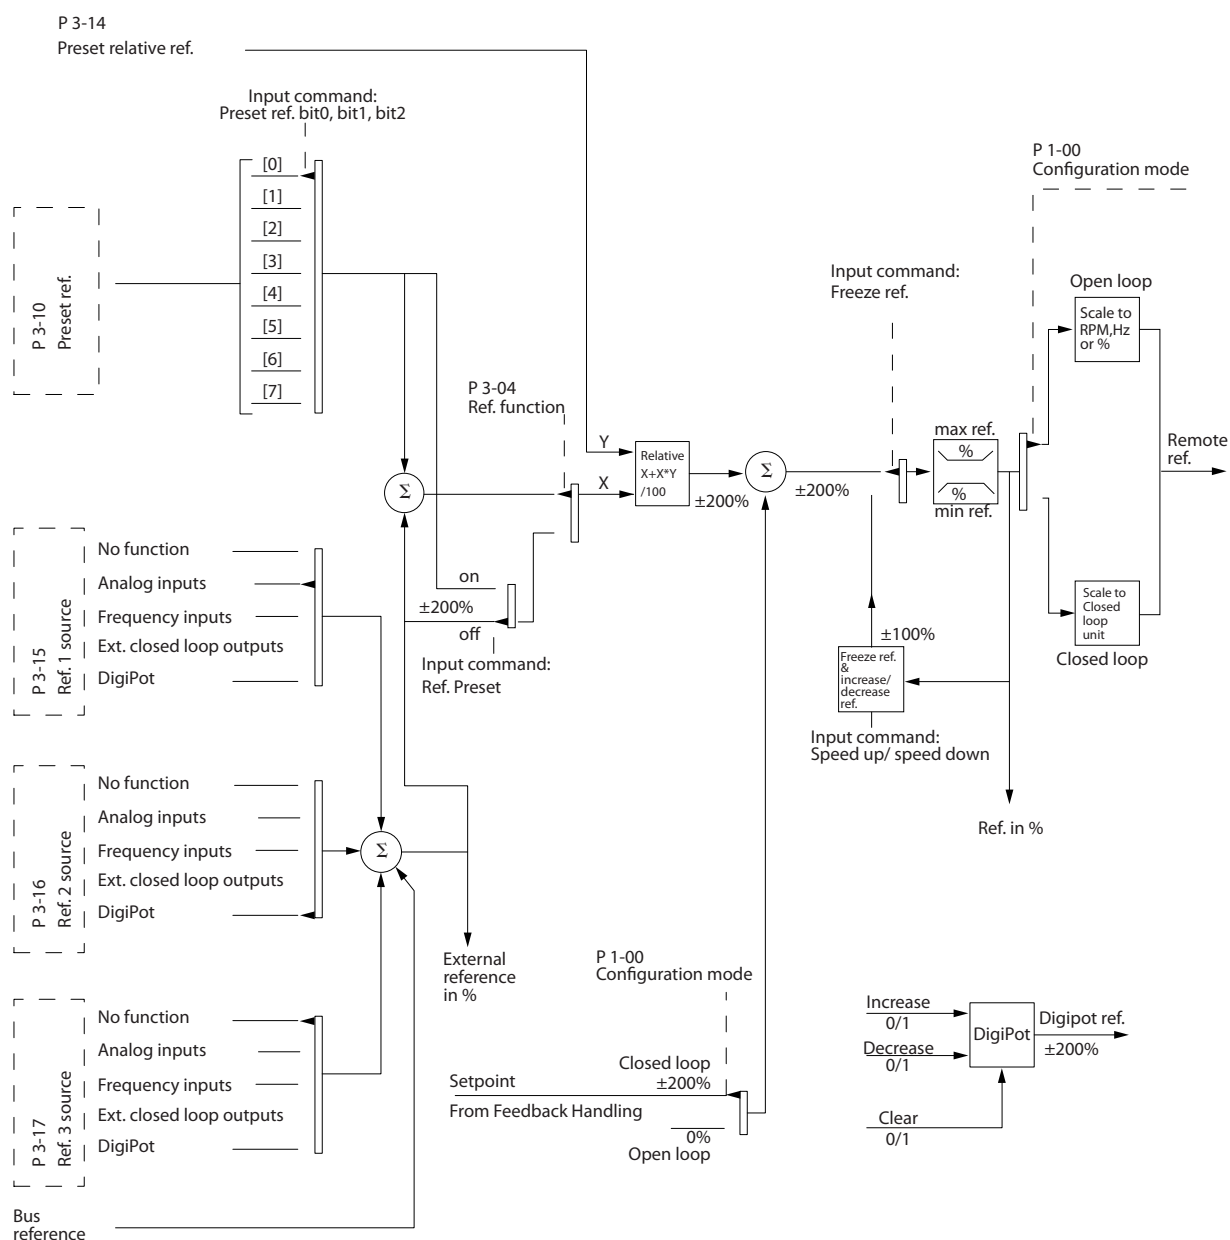 P 3-14
Preset relative ref.
Input command:
Preset ref. bit0, bit1, bit2
[0]
[1]
[2]
[3]
[4]
[5]
[6]
[7]
P 3-10
Preset ref.
P 1-00
Configuration mode
Input command:
Freeze ref.
Open loop
Scale to
RPM,Hz
or %
P 3-04
Ref. function
Y
X
Relative
X+X*Y
/100
±200%
Σ
±200%
max ref.
%
%
min ref.
Remote
ref.
Σ
on
±200%
off
Input command:
Ref. Preset
±100%
Freeze ref.
&
increase/
decrease
ref.
Input command:
Speed up/ speed down
Scale to
Closed
loop
unit
Closed loop
Ref. in %
P 3-15
Ref. 1 source
No function
Analog inputs
Frequency inputs
Ext. closed loop outputs
DigiPot
P 3-16
Ref. 2 source
No function
Analog inputs
Frequency inputs
Ext. closed loop outputs
DigiPot
Σ
External
reference
in %
P 3-17
Ref. 3 source
No function
Analog inputs
Frequency inputs
Ext. closed loop outputs
DigiPot
Bus
reference
P 1-00
Configuration mode
Closed loop
Setpoint
±200%
From Feedback Handling
0%
Open loop
Increase
0/1
Decrease
0/1
Clear
0/1
DigiPot
Digipot ref.
±200%